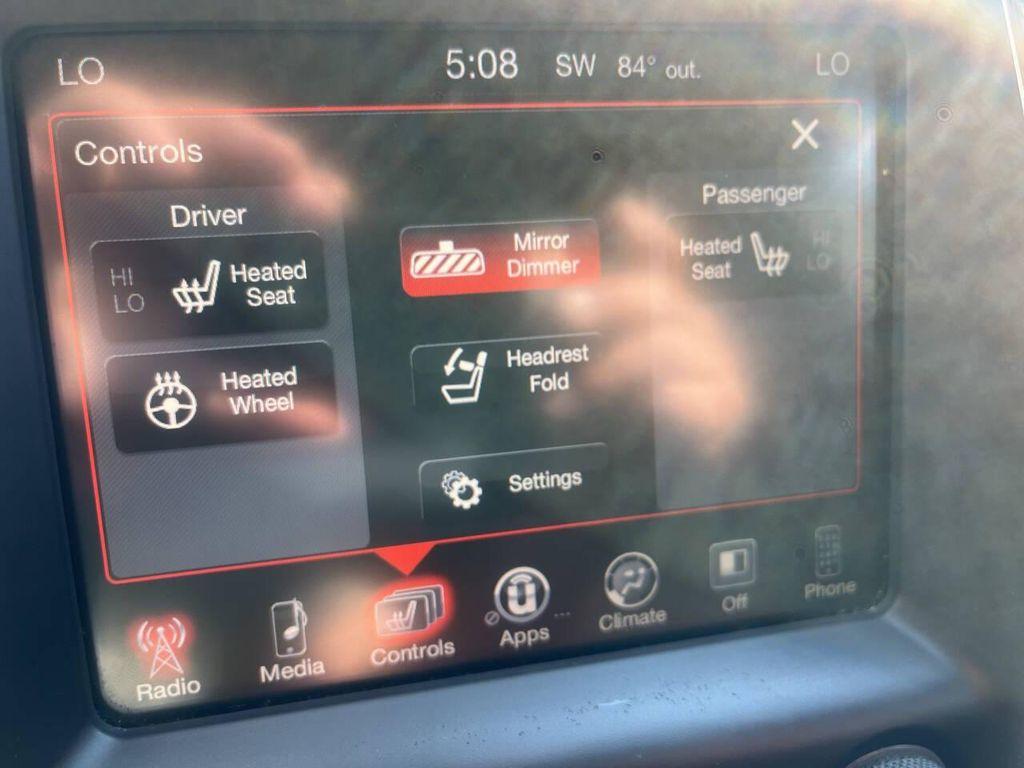 LO
5:08 SW 84° out.
LO
Controls
Driver
HI
LO
Heated
Seat
Heated
Wheel
Mirror
Dimmer
Headrest
Fold
Settings
Passenger
Heated
Seat
HI
LO
Radio
Media
Controls
Apps
Climate
Off
Phone